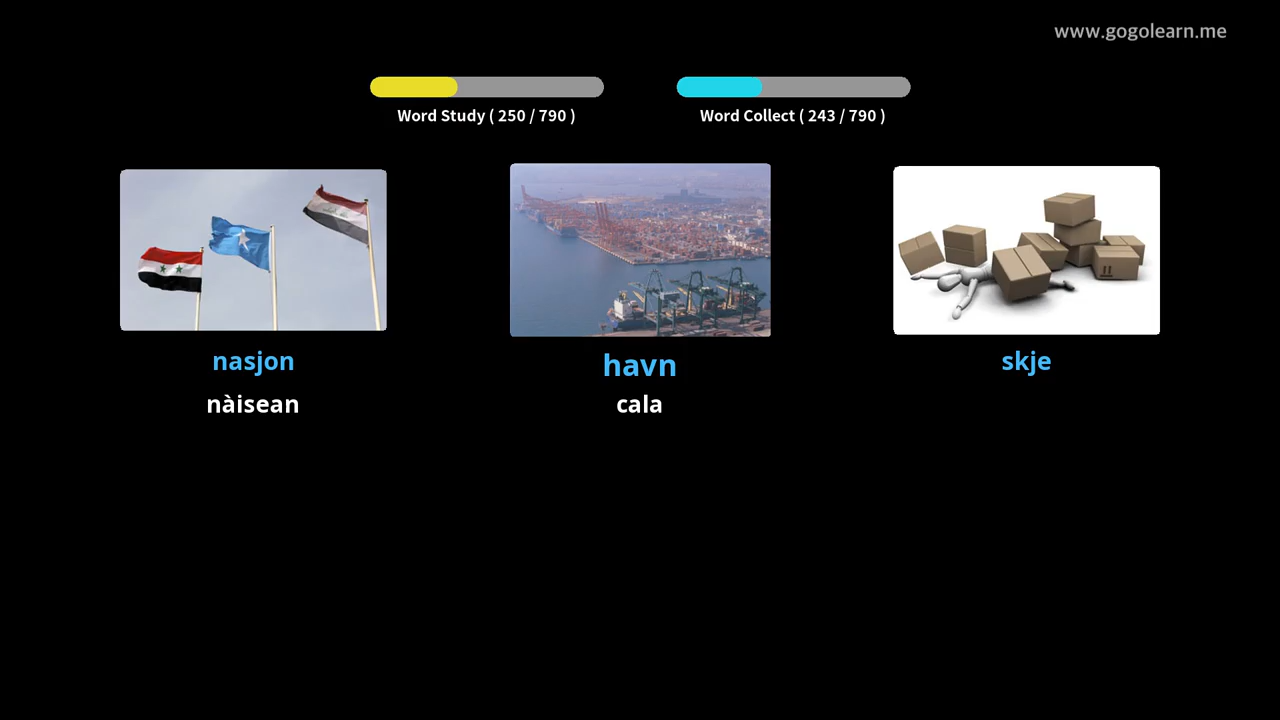 www.gogolearn.me
Word Study ( 250 / 790 )
Word Collect ( 243 / 790 )
nasjon
nàisean
havn
cala
skje